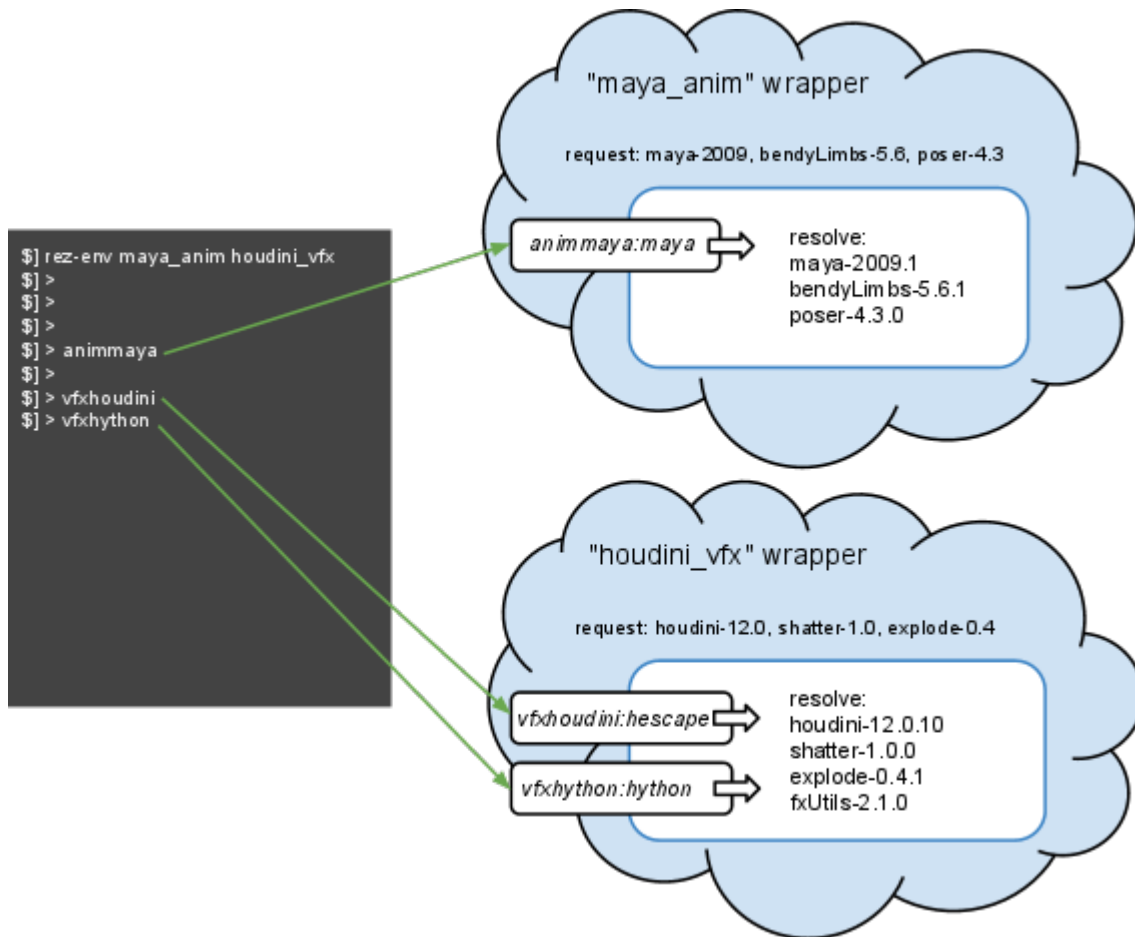 "maya_anim" wrapper
request: maya-2009, bendyLimbs-5.6, poser-4.3
animmaya:maya
resolve:
maya-2009.1
bendyLimbs-5.6.1
poser-4.3.0
$] rez-env maya_anim houdini_vfx
$] >
$] >
$] >
$] > animmaya
$] >
$] > vfxhoudini
$] > vfxhython
"houdini_vfx" wrapper
request: houdini-12.0, shatter-1.0, explode-0.4
vfxhoudini:hescape
vfxhython:hython
resolve:
houdini-12.0.10
shatter-1.0.0
explode-0.4.1
fxUtils-2.1.0